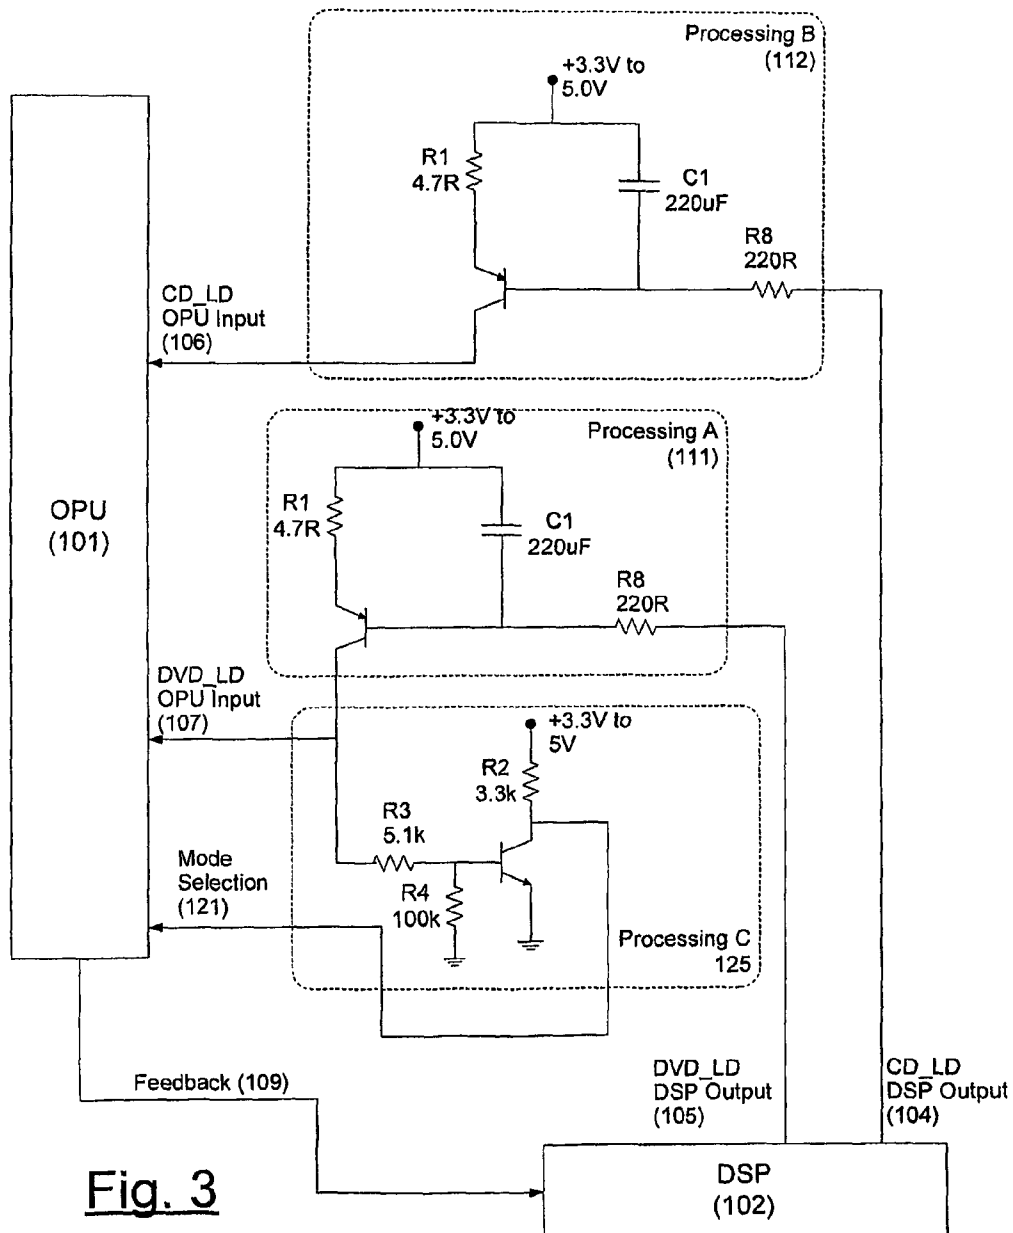 Processing B
(112)
+3.3V to
5.0V
R1
4.7R
C1
220uF
R8
220R
CD_LD
OPU Input
(106)
+3.3V to
5.0V
Processing A
(111)
OPU
(101)
R1
4.7R
C1
220uF
R8
220R
DVD_LD
OPU Input
(107)
+3.3V to
5V
R2
3.3k
R3
5.1k
Mode
Selection
(121)
R4
100k
Processing C
125
Feedback (109)
DVD_LD
DSP Output
(105)
CD_LD
DSP Output
(104)
Fig. 3
DSP
(102)